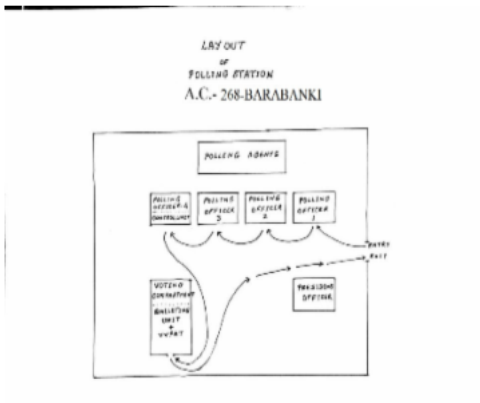 LAY OUT
OF
POLLING STATION
A.C.- 268-BARABANKI
POLLING AGENTS
POLLING
OFFICER-4
CONTROL UNIT
POLLING
OFFICER
3
POLLING
OFFICER
2
POLLING
OFFICER
1
ENTRY
EXIT
VOTING
COMPARTMENT
BALLOTING
UNIT
+
VVPAT
PRESIDING
OFFICER